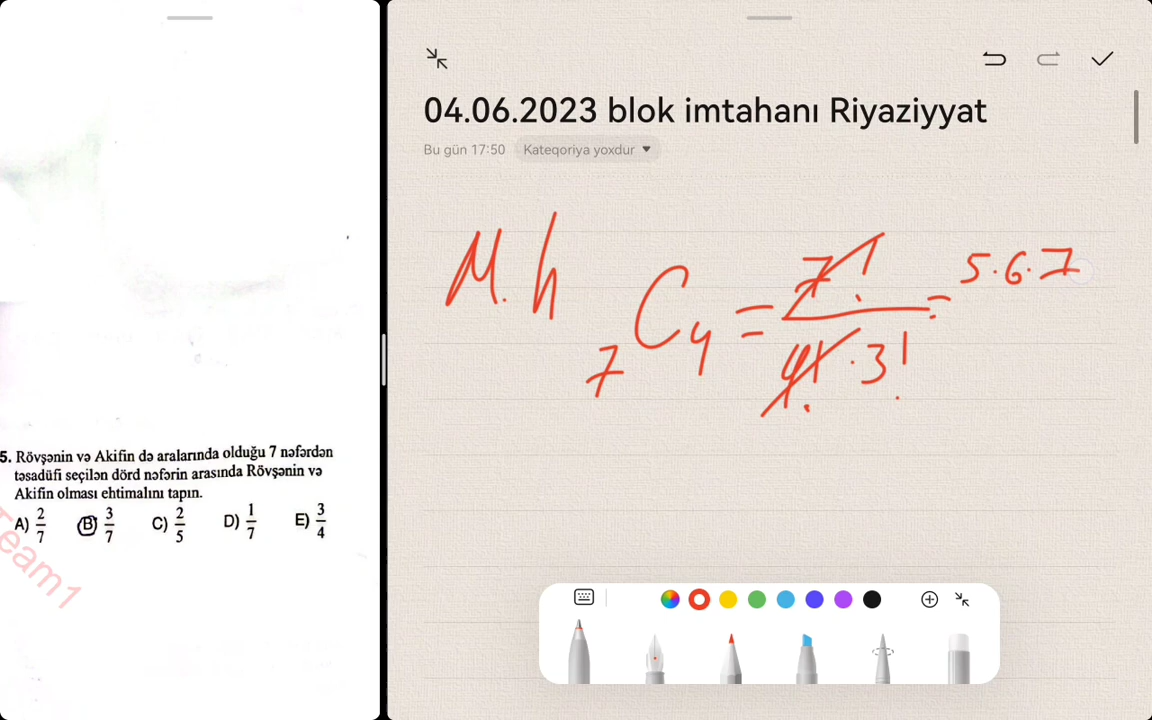 5. Rövşənin və Akifin də aralarında olduğu 7 nəfərdən
təsadüfi seçilən dörd nəfərin arasında Rövşənin və
Akifin olması ehtimalını tapın.
A) 2/7 B) 3/7 C) 2/5 D) 1/7 E) 3/4
Team1
04.06.2023 blok imtahanı Riyaziyyat
Bu gün 17:50 Kateqoriya yoxdur
M.h
7C4 = 7!/4!·3! = 5·6·7